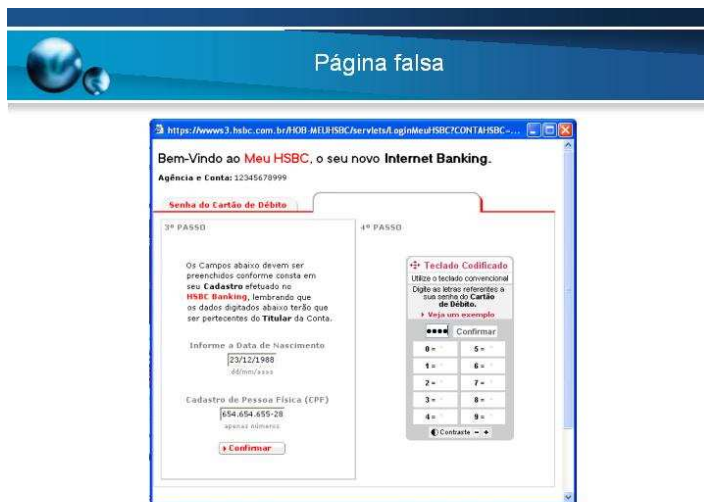 Página falsa
https://wwws3.hsbc.com.br/HOB-MEUHSBC/servlets/LoginMeuHSBC?CONTAHSBC=...
Bem-Vindo ao Meu HSBC, o seu novo Internet Banking.
Agência e Conta: 12345678999
Senha do Cartão de Débito
3º PASSO
Os Campos abaixo devem ser
preenchidos conforme consta em
seu Cadastro efetuado no
HSBC Banking, lembrando que
os dados digitados abaixo terão que
ser pertecentes do Titular da Conta.
Informe a Data de Nascimento
23/12/1988
dd/mm/aaaa
Cadastro de Pessoa Física (CPF)
654.654.655-28
apenas números
Confirmar
4º PASSO
Teclado Codificado
Utilize o teclado convencional
Digite as letras referentes a
sua senha do Cartão
de Débito.
Veja um exemplo
Confirmar
0 = 5 =
1 = 6 =
2 = 7 =
3 = 8 =
4 = 9 =
Contraste - +